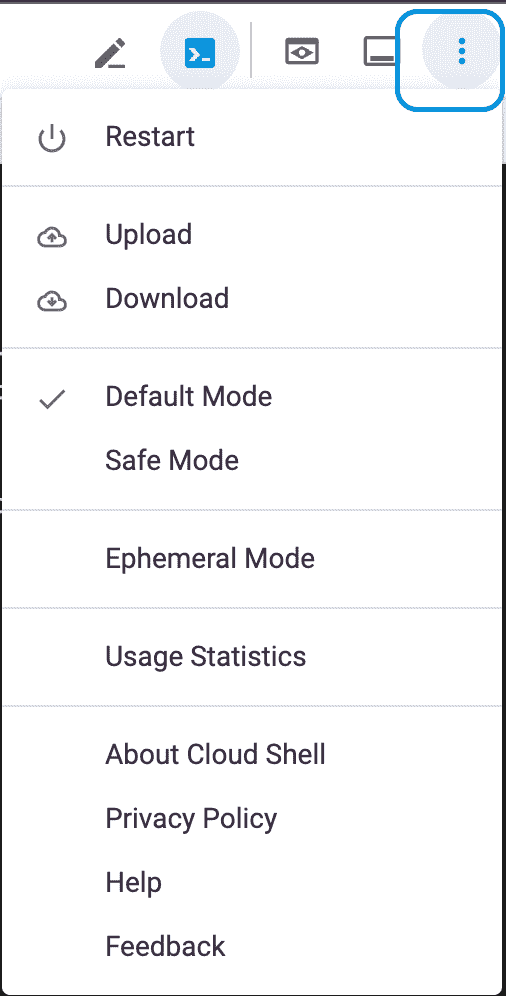 Restart
Upload
Download
Default Mode
Safe Mode
Ephemeral Mode
Usage Statistics
About Cloud Shell
Privacy Policy
Help
Feedback